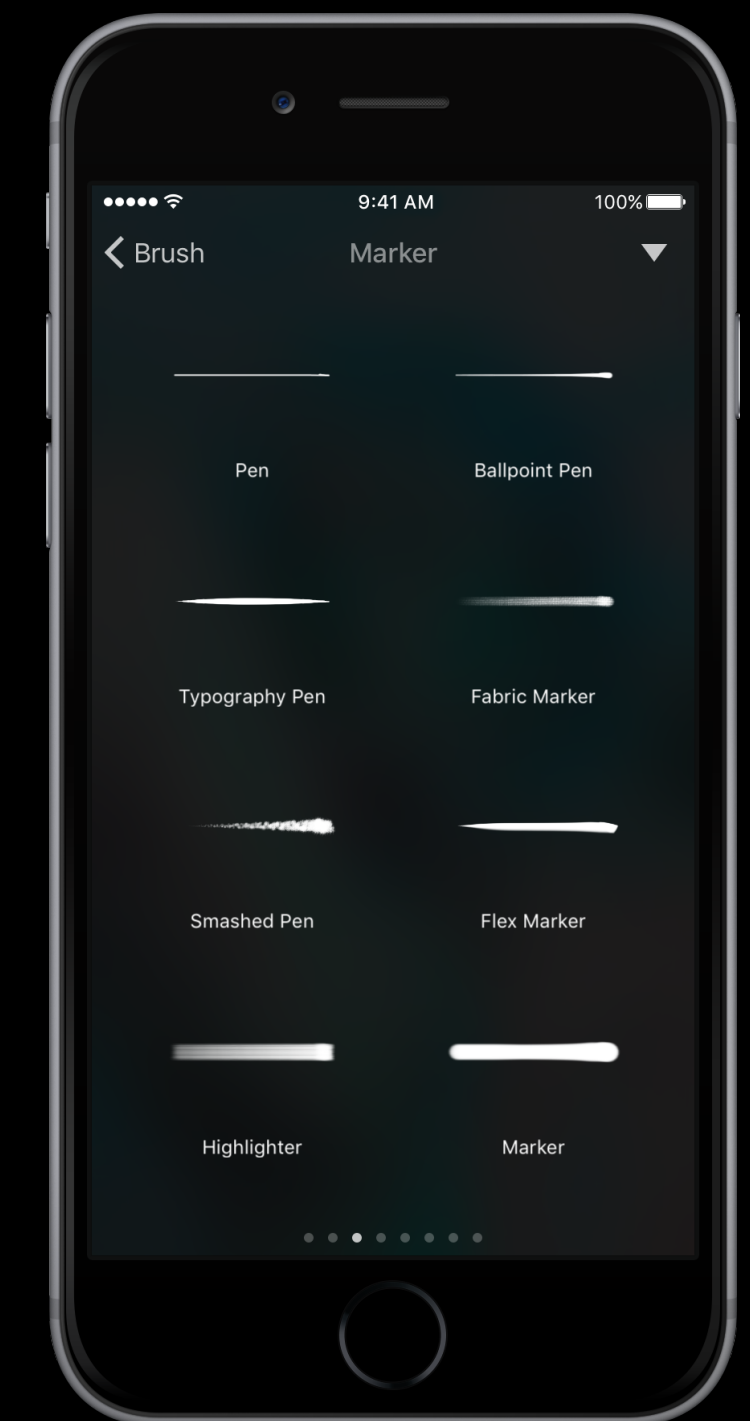 9:41 AM
100%
Brush
Marker
Pen
Ballpoint Pen
Typography Pen
Fabric Marker
Smashed Pen
Flex Marker
Highlighter
Marker